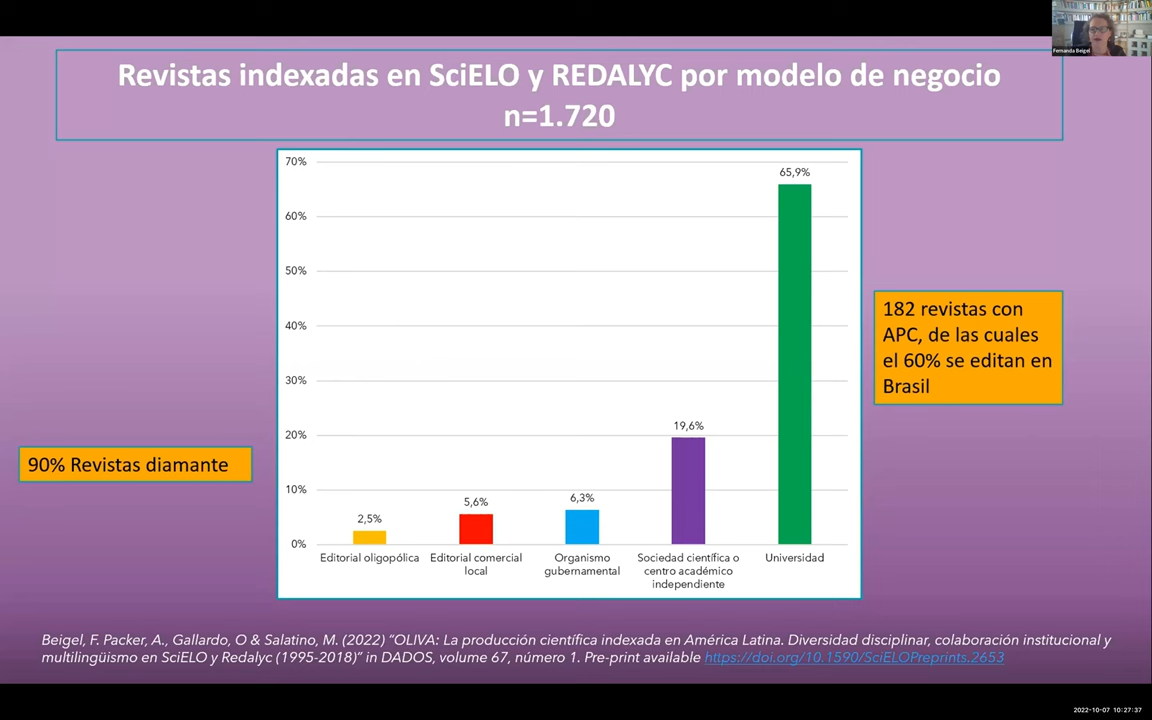 Fernanda Beigel
Revistas indexadas en SciELO y REDALYC por modelo de negocio
n=1.720
70%
60%
50%
40%
30%
20%
10%
0%
2,5%
5,6%
6,3%
19,6%
65,9%
Editorial oligopólica
Editorial comercial
local
Organismo
gubernamental
Sociedad científica o
centro académico
independiente
Universidad
90% Revistas diamante
182 revistas con
APC, de las cuales
el 60% se editan en
Brasil
Beigel, F. Packer, A., Gallardo, O & Salatino, M. (2022) “OLIVA: La producción científica indexada en América Latina. Diversidad disciplinar, colaboración institucional y
multilingüismo en SciELO y Redalyc (1995-2018)” in DADOS, volume 67, número 1. Pre-print available https://doi.org/10.1590/SciELOPreprints.2653
2022-10-07 10:27:37